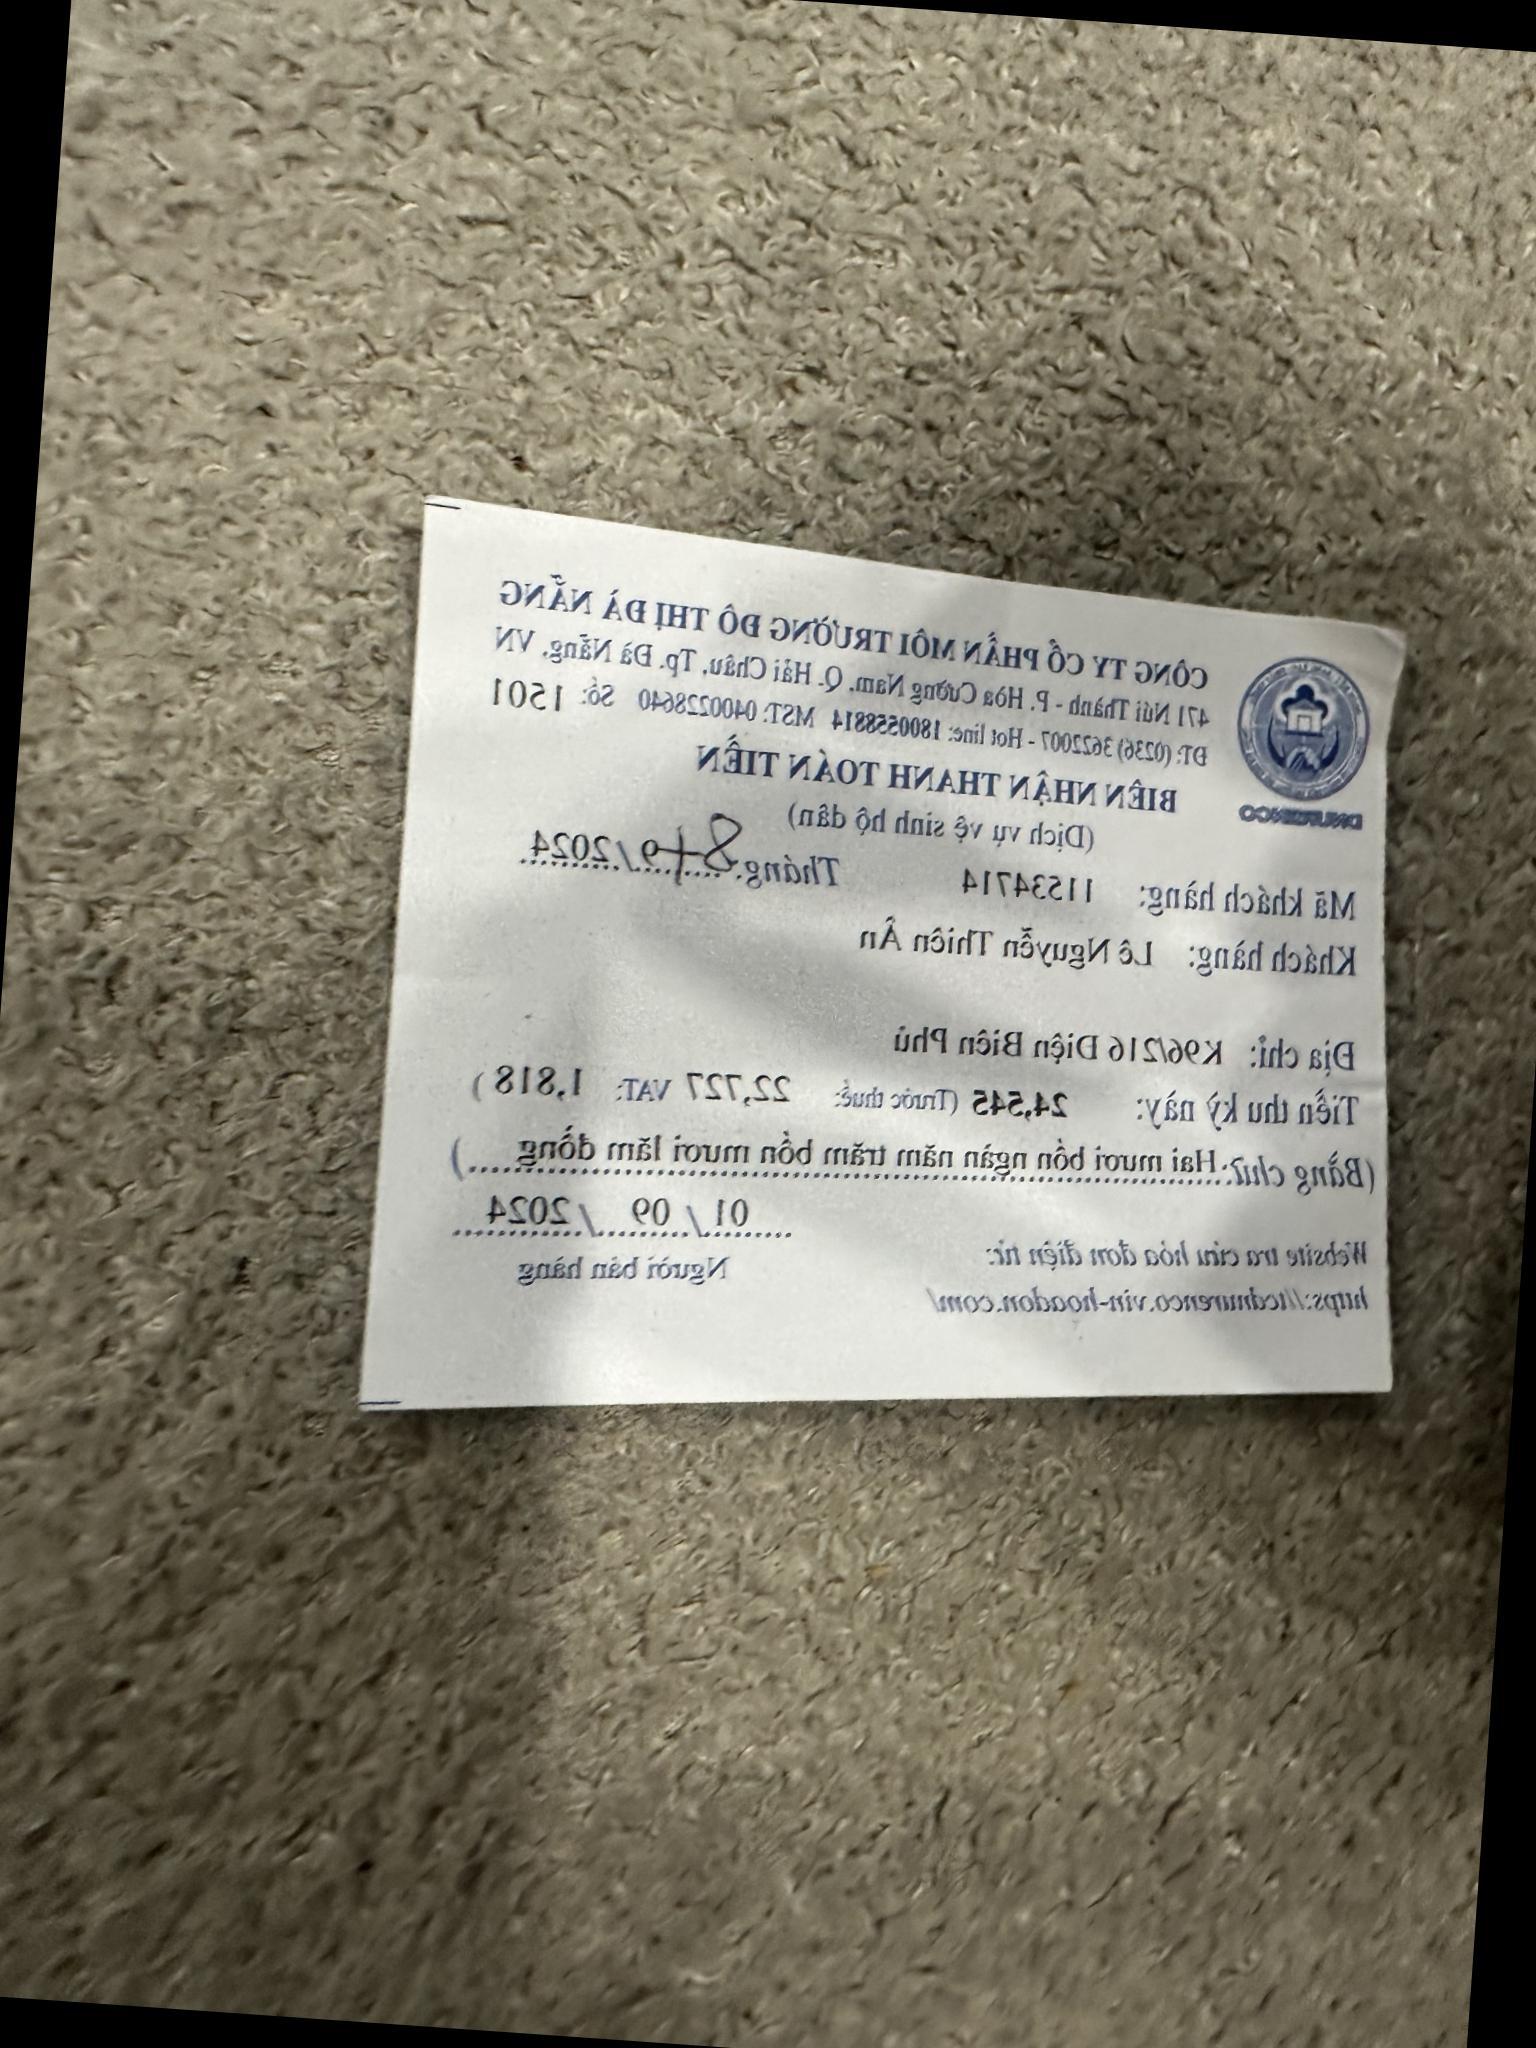 CÔNG TY CỔ PHẦN MÔI TRƯỜNG ĐÔ THỊ ĐÀ NẴNG
471 Núi Thành - P. Hòa Cường Nam, Q. Hải Châu, Tp. Đà Nẵng, VN
ĐT: (0236) 3622007 - Hot line: 1800558814 MST: 0400228640 Số: 1501
DNURENCO
BIÊN NHẬN THANH TOÁN TIỀN
(Dịch vụ vệ sinh hộ dân)
Mã khách hàng: 11534714 Tháng 8+9/2024
Khách hàng: Lê Nguyễn Thiên Ân
Địa chỉ: K96/216 Điện Biên Phủ
Tiền thu kỳ này: 24,545 (Trước thuế: 22,727 VAT: 1,818 )
(Bằng chữ: Hai mươi bốn ngàn năm trăm bốn mươi lăm đồng )
01 / 09 / 2024
Người bán hàng
Website tra cứu hóa đơn điện tử:
https://tcdnurenco.vin-hoadon.com/